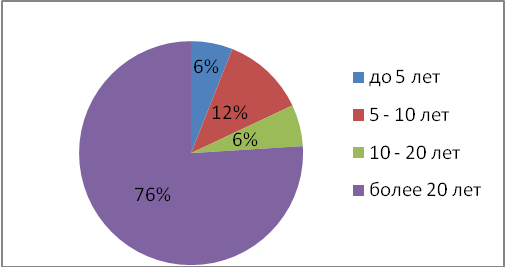 6%
12%
6%
76%
до 5 лет
5 - 10 лет
10 - 20 лет
более 20 лет